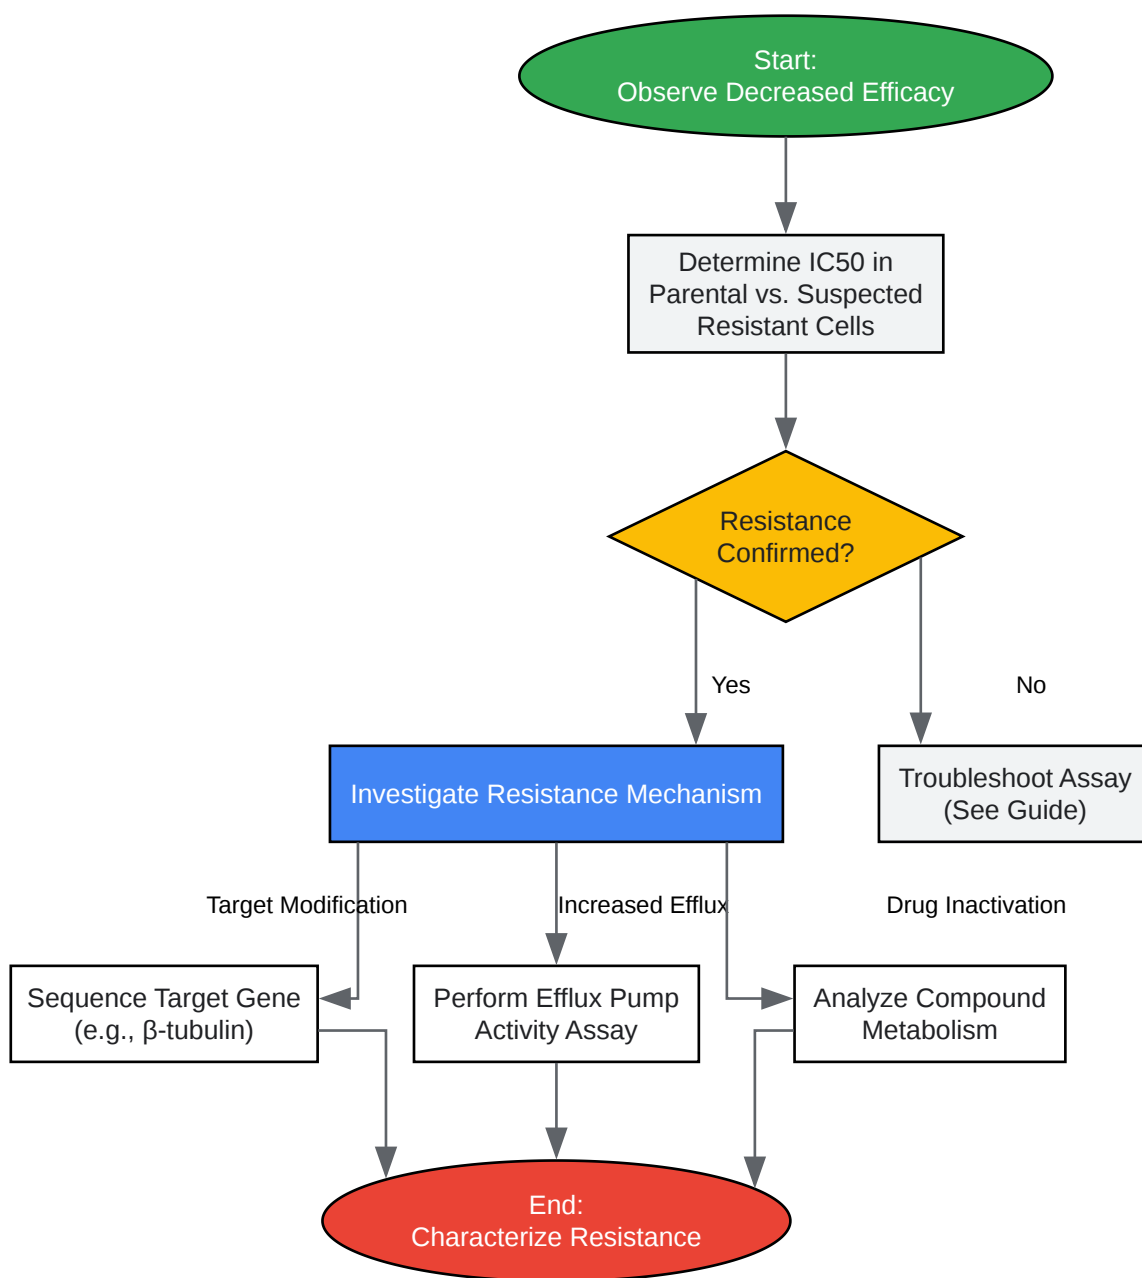 Start:
Observe Decreased Efficacy
Determine IC50 in
Parental vs. Suspected
Resistant Cells
Resistance
Confirmed?
Yes
No
Investigate Resistance Mechanism
Troubleshoot Assay
(See Guide)
Target Modification
Increased Efflux
Drug Inactivation
Sequence Target Gene
(e.g., β-tubulin)
Perform Efflux Pump
Activity Assay
Analyze Compound
Metabolism
End:
Characterize Resistance